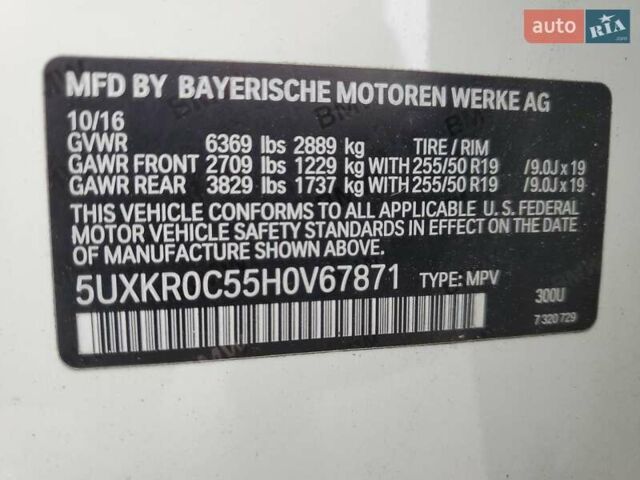 auto RIA .com
MFD BY BAYERISCHE MOTOREN WERKE AG
10/16
GVWR 6369 lbs 2889 kg TIRE / RIM
GAWR FRONT 2709 lbs 1229 kg WITH 255/50 R19 /9.0J x 19
GAWR REAR 3829 lbs 1737 kg WITH 255/50 R19 /9.0J x 19
THIS VEHICLE CONFORMS TO ALL APPLICABLE U. S. FEDERAL
MOTOR VEHICLE SAFETY STANDARDS IN EFFECT ON THE DATE
OF MANUFACTURE SHOWN ABOVE.
5UXKR0C55H0V67871 TYPE: MPV
300U
7 320 729